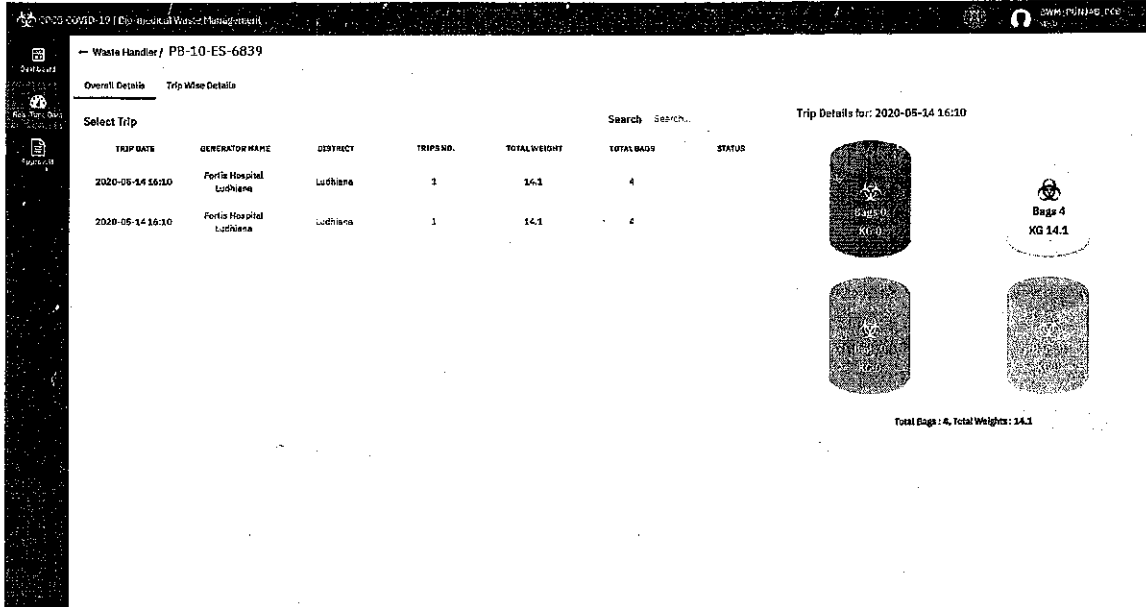 COVID-19 | Bio-medical Waste Management
Dashboard
Real Time Data
← Waste Handler / PB-10-ES-6839
Overall Details Trip Wise Details
Select Trip Search Search...
TRIP DATE GENERATOR NAME DISTRICT TRIPS NO. TOTAL WEIGHT TOTAL BAGS STATUS
2020-05-14 16:10 Fortis Hospital Ludhiana Ludhiana 1 14.1 4
2020-05-14 16:10 Fortis Hospital Ludhiana Ludhiana 1 14.1 4
Trip Details for: 2020-05-14 16:10
Bags 0
KG 0
Bags 4
KG 14.1
Total Bags : 4, Total Weights : 14.1